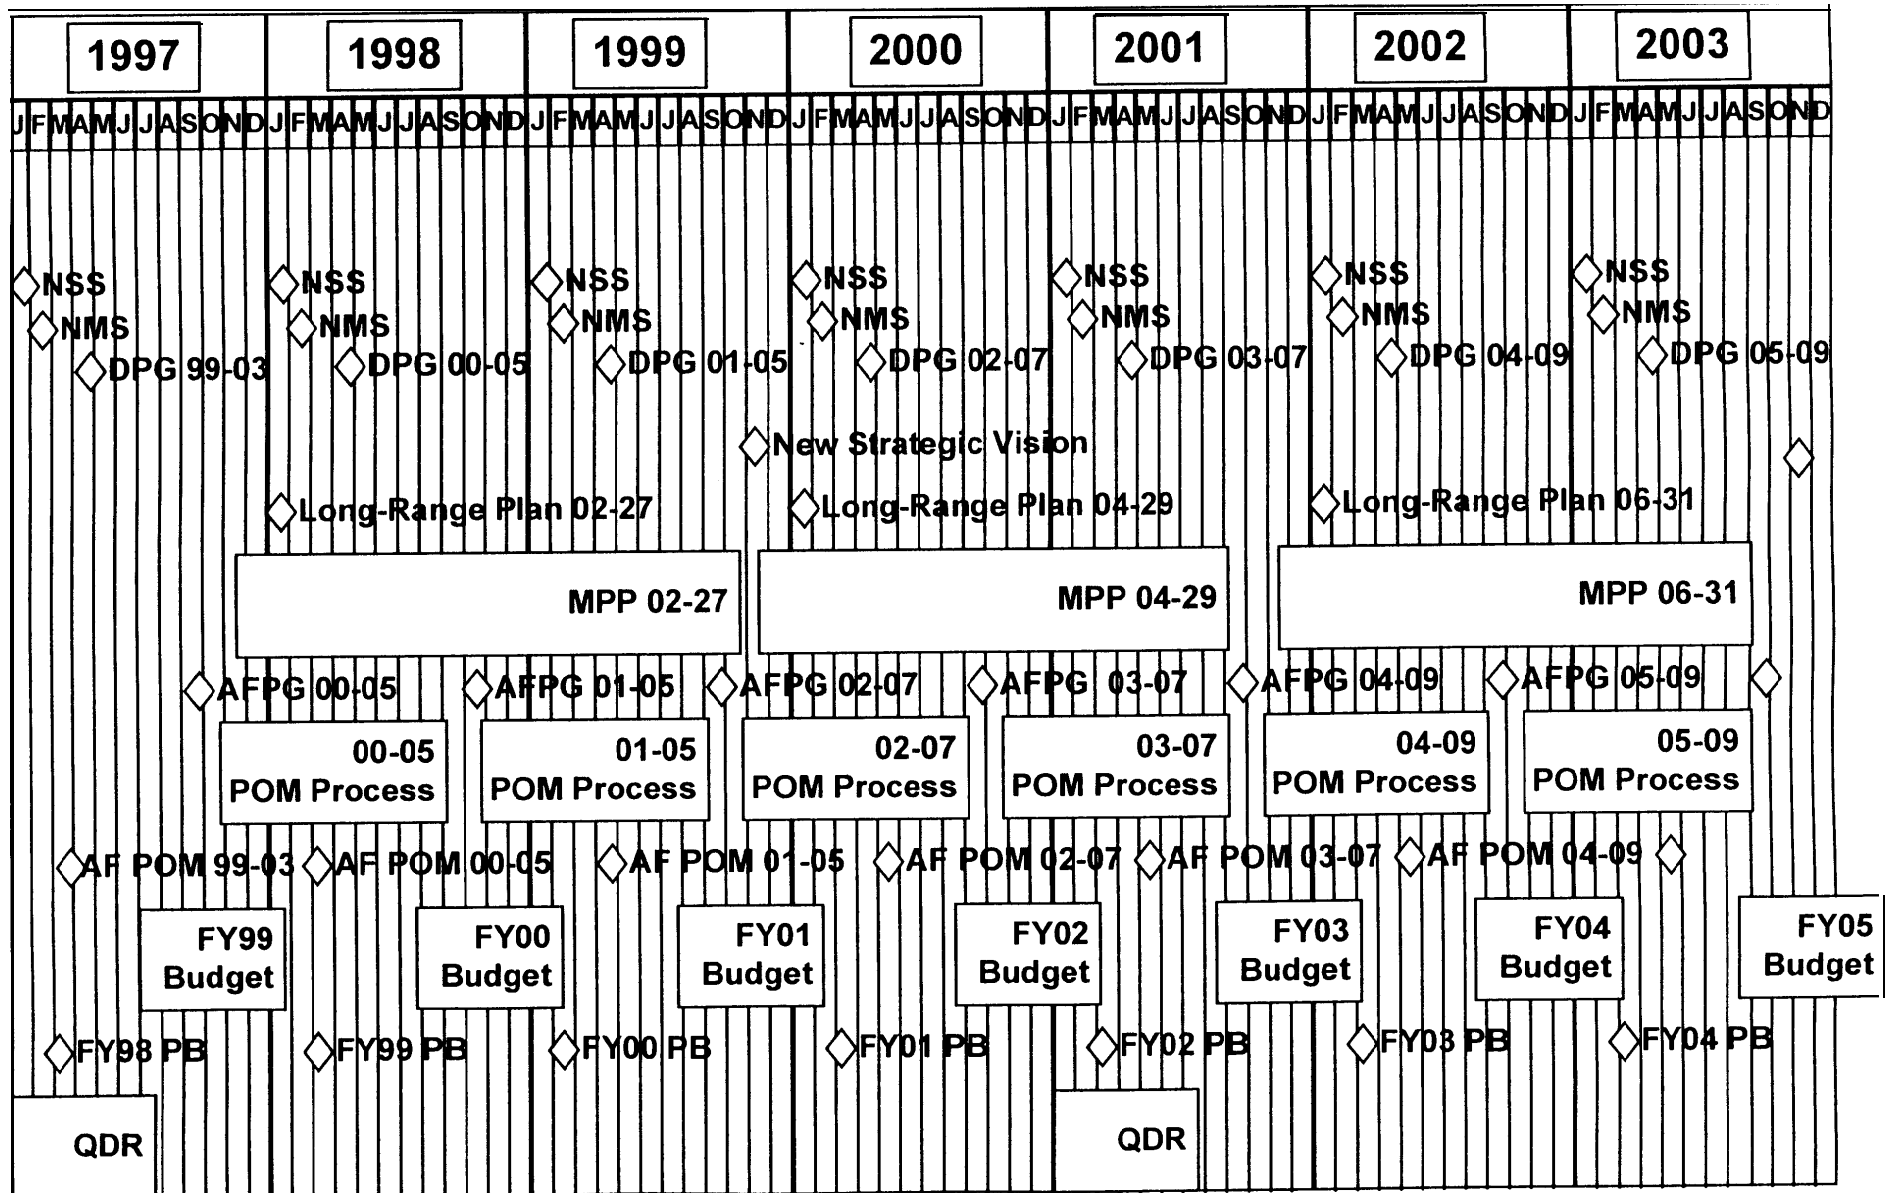 1997 1998 1999 2000 2001 2002 2003
J F M A M J J A S O N D J F M A M J J A S O N D J F M A M J J A S O N D J F M A M J J A S O N D J F M A M J J A S O N D J F M A M J J A S O N D J F M A M J J A S O N D
NSS NSS NSS NSS NSS NSS NSS
NMS NMS NMS NMS NMS NMS NMS
DPG 99-03 DPG 00-05 DPG 01-05 DPG 02-07 DPG 03-07 DPG 04-09 DPG 05-09
New Strategic Vision
Long-Range Plan 02-27 Long-Range Plan 04-29 Long-Range Plan 06-31
MPP 02-27 MPP 04-29 MPP 06-31
AFPG 00-05 AFPG 01-05 AFPG 02-07 AFPG 03-07 AFPG 04-09 AFPG 05-09
00-05 01-05 02-07 03-07 04-09 05-09
POM Process POM Process POM Process POM Process POM Process POM Process
AF POM 99-03 AF POM 00-05 AF POM 01-05 AF POM 02-07 AF POM 03-07 AF POM 04-09
FY99 FY00 FY01 FY02 FY03 FY04 FY05
Budget Budget Budget Budget Budget Budget Budget
FY98 PB FY99 PB FY00 PB FY01 PB FY02 PB FY03 PB FY04 PB
QDR QDR